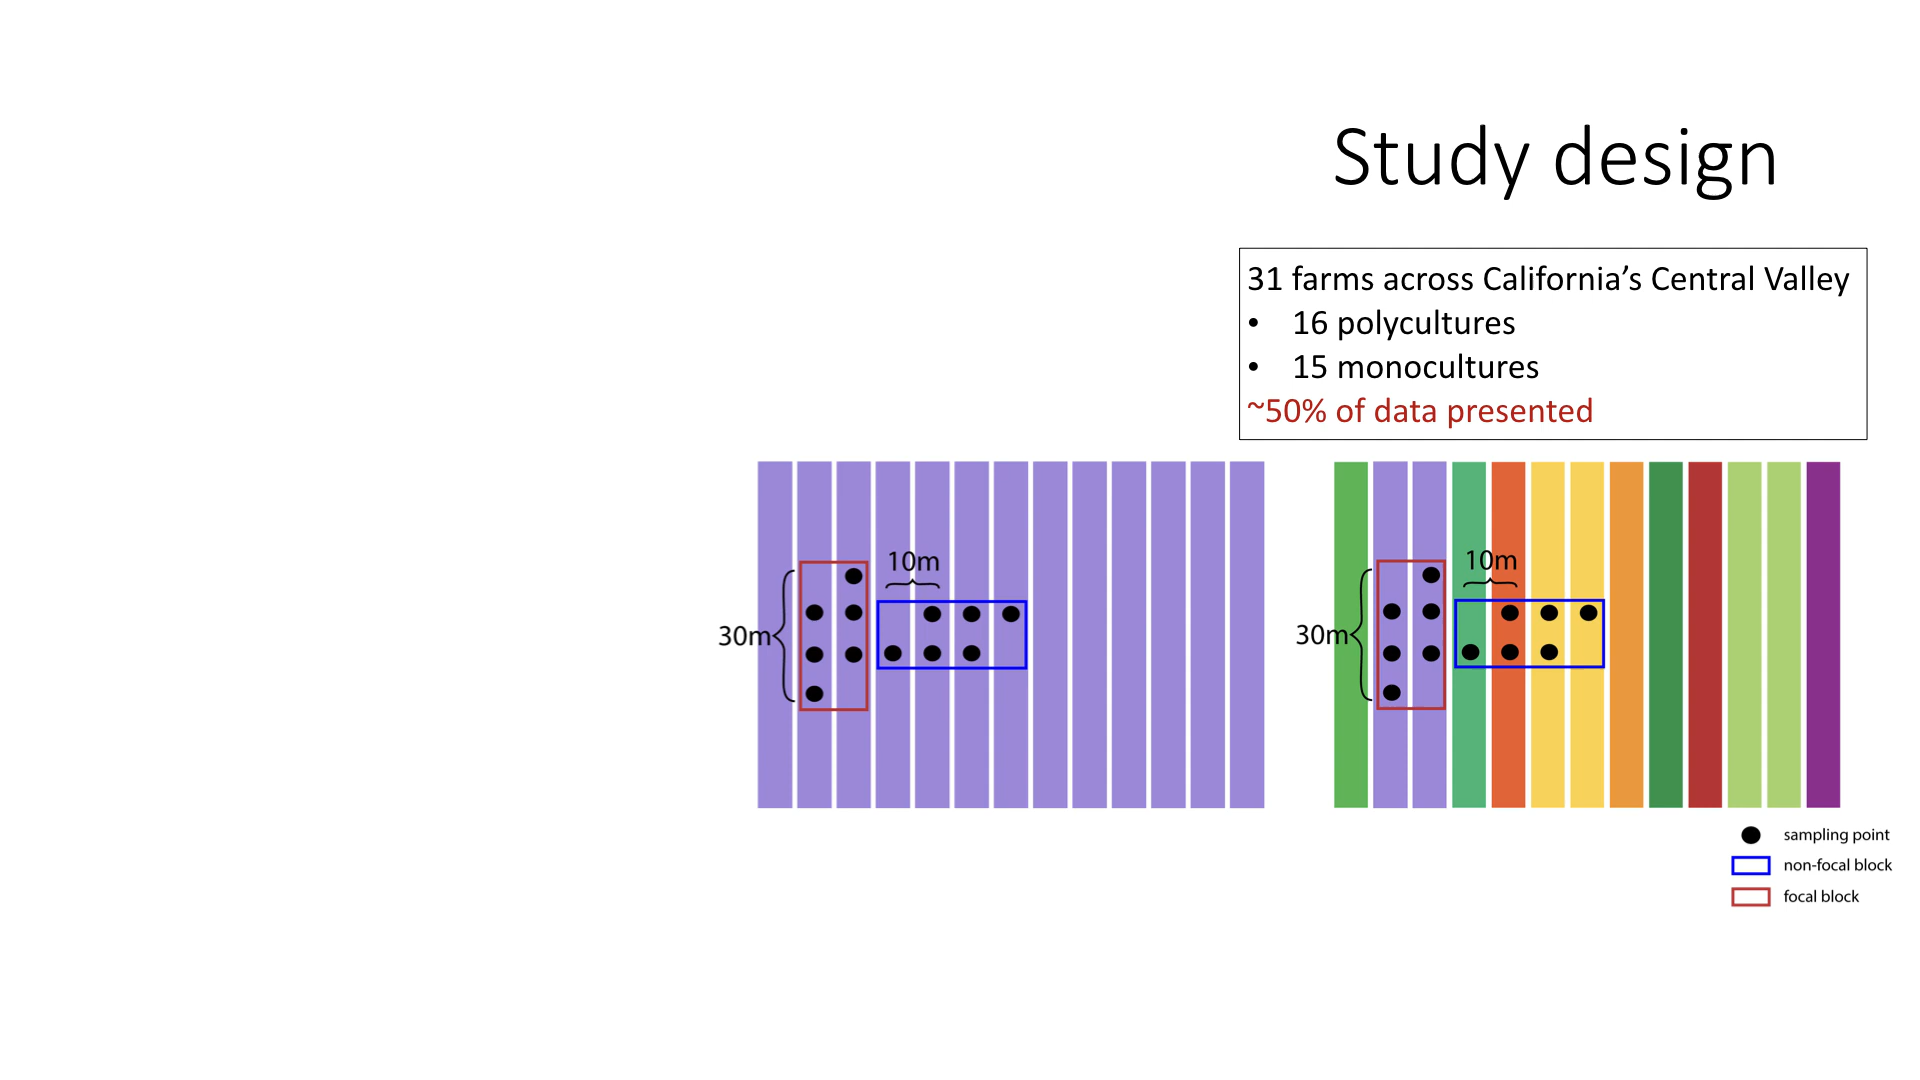 Study design
31 farms across California’s Central Valley
• 16 polycultures
• 15 monocultures
~50% of data presented
10m
30m
10m
30m
sampling point
non-focal block
focal block